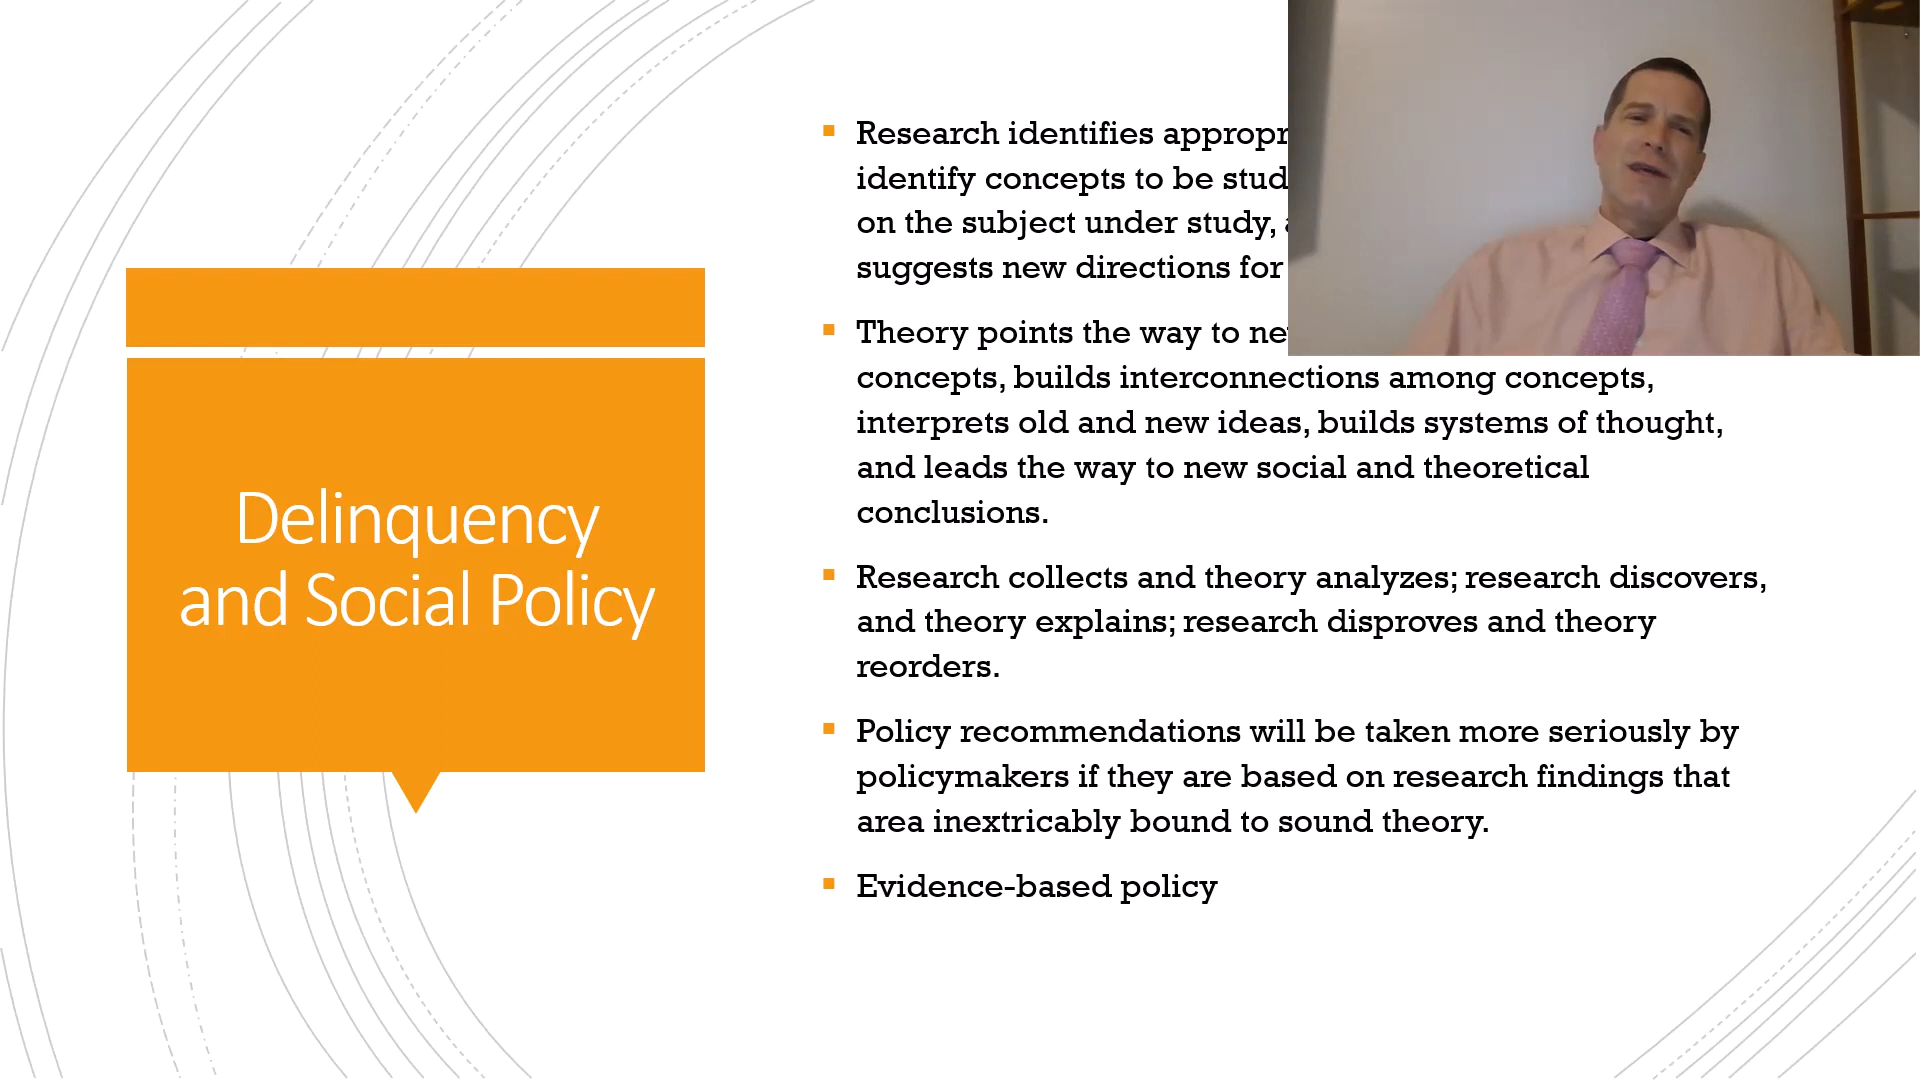 Delinquency
and Social Policy
Research identifies
identify concepts to be
on the subject under study,
suggests new directions for
Theory points the way to
concepts, builds interconnections among concepts,
interprets old and new ideas, builds systems of thought,
and leads the way to new social and theoretical
conclusions.
Research collects and theory analyzes; research discovers,
and theory explains; research disproves and theory
reorders.
Policy recommendations will be taken more seriously by
policymakers if they are based on research findings that
area inextricably bound to sound theory.
Evidence-based policy